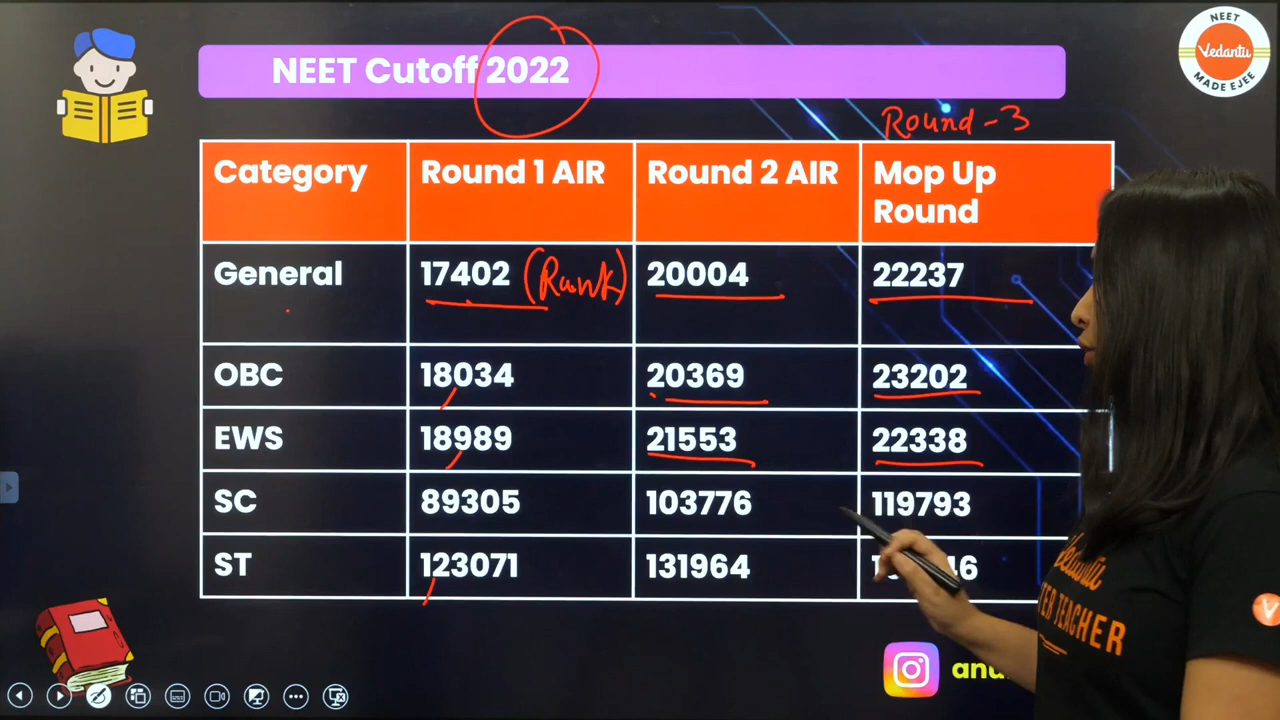 NEET Cutoff 2022
NEET
Vedantu
MADE EJEE
Round - 3
Category Round 1 AIR Round 2 AIR Mop Up
Round
General 17402 (Rank) 20004 22237
OBC 18034 20369 23202
EWS 18989 21553 22338
SC 89305 103776 119793
ST 123071 131964
Vedantu
TEACHER
V